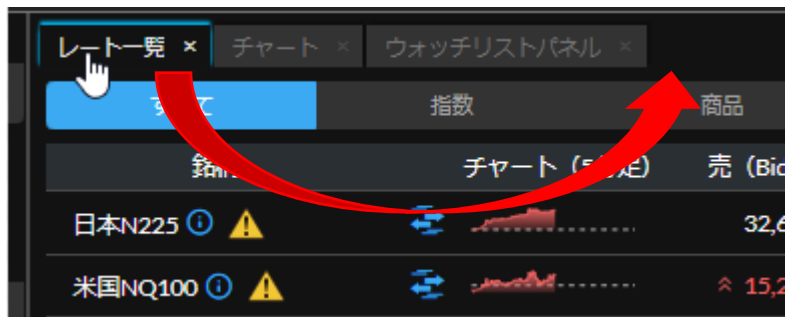 レート一覧 × チャート × ウォッチリストパネル ×
指数 商品
チャート 売 (Bid
日本N225
米国NQ100 15,2
32,6